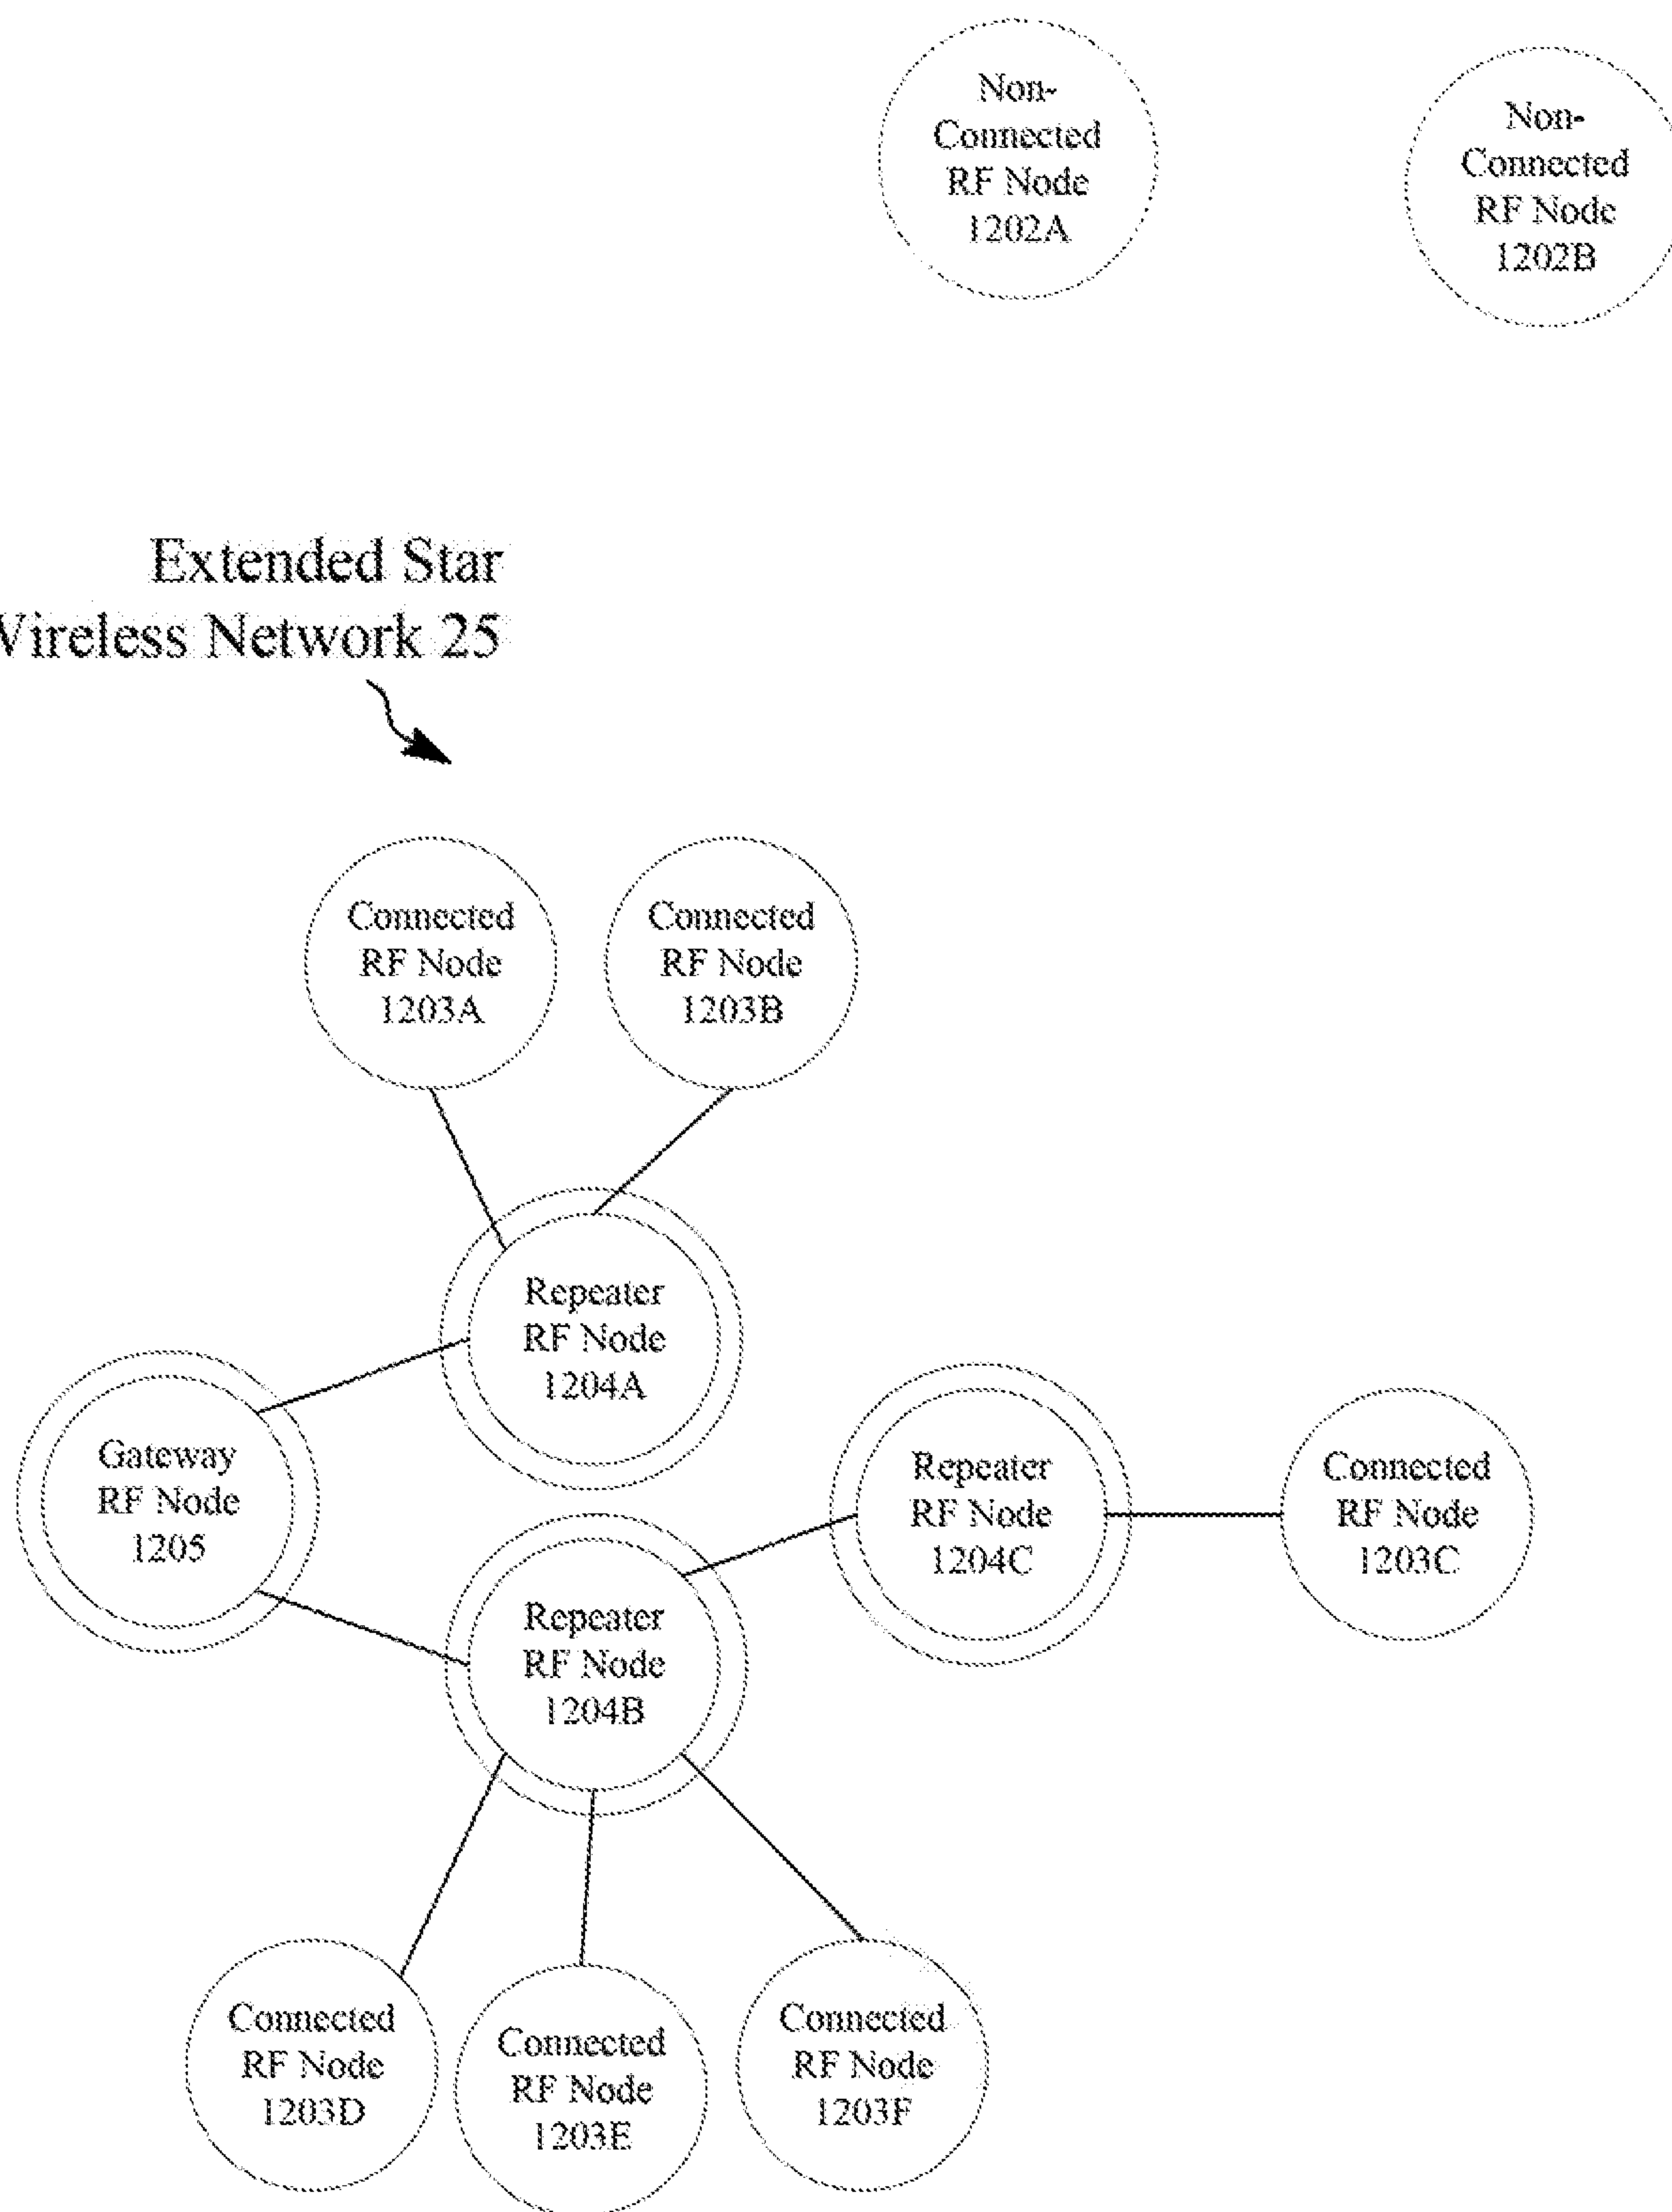 Non-
Connected
RF Node
1202A
Non-
Connected
RF Node
1202B
Extended Star
Wireless Network 25
Connected
RF Node
1203A
Connected
RF Node
1203B
Repeater
RF Node
1204A
Gateway
RF Node
1205
Repeater
RF Node
1204C
Connected
RF Node
1203C
Repeater
RF Node
1204B
Connected
RF Node
1203D
Connected
RF Node
1203E
Connected
RF Node
1203F